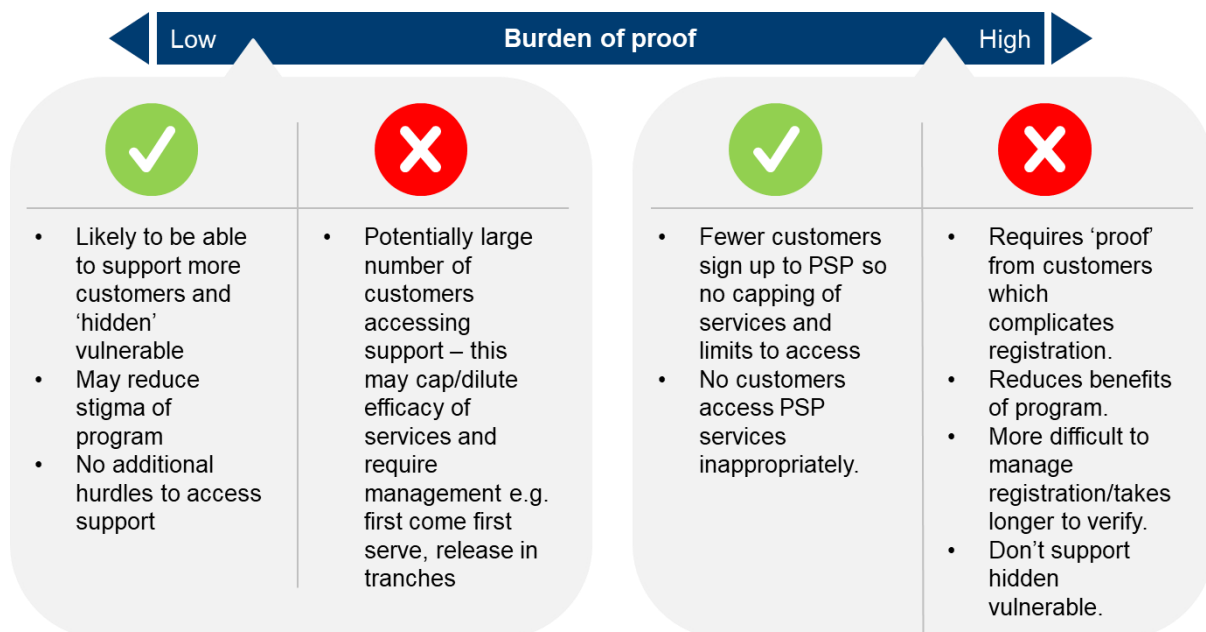 Low Burden of proof High
• Likely to be able
to support more
customers and
‘hidden’
vulnerable
• May reduce
stigma of
program
• No additional
hurdles to access
support
• Potentially large
number of
customers
accessing
support – this
may cap/dilute
efficacy of
services and
require
management e.g.
first come first
serve, release in
tranches
• Fewer customers
sign up to PSP so
no capping of
services and
limits to access
• No customers
access PSP
services
inappropriately.
• Requires ‘proof’
from customers
which
complicates
registration.
• Reduces benefits
of program.
• More difficult to
manage
registration/takes
longer to verify.
• Don’t support
hidden
vulnerable.